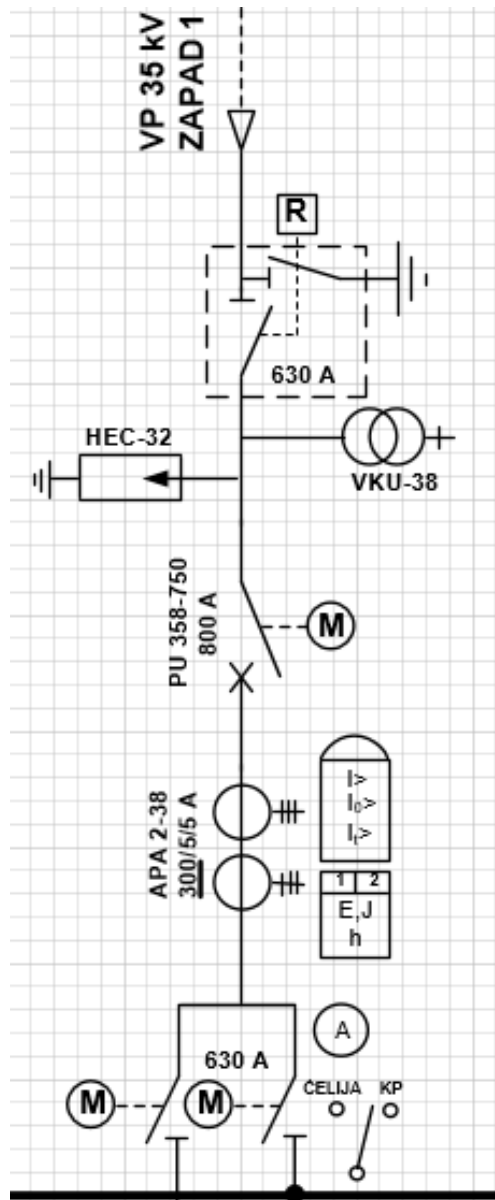 VP 35 kV
ZAPAD 1
R
630 A
HEC-32
VKU-38
PU 358-750
800 A
M
APA 2-38
300/5/5 A
I>
I₀>
Iₜ>
1 2
E,J
h
A
630 A
M M
ĆELIJA KP